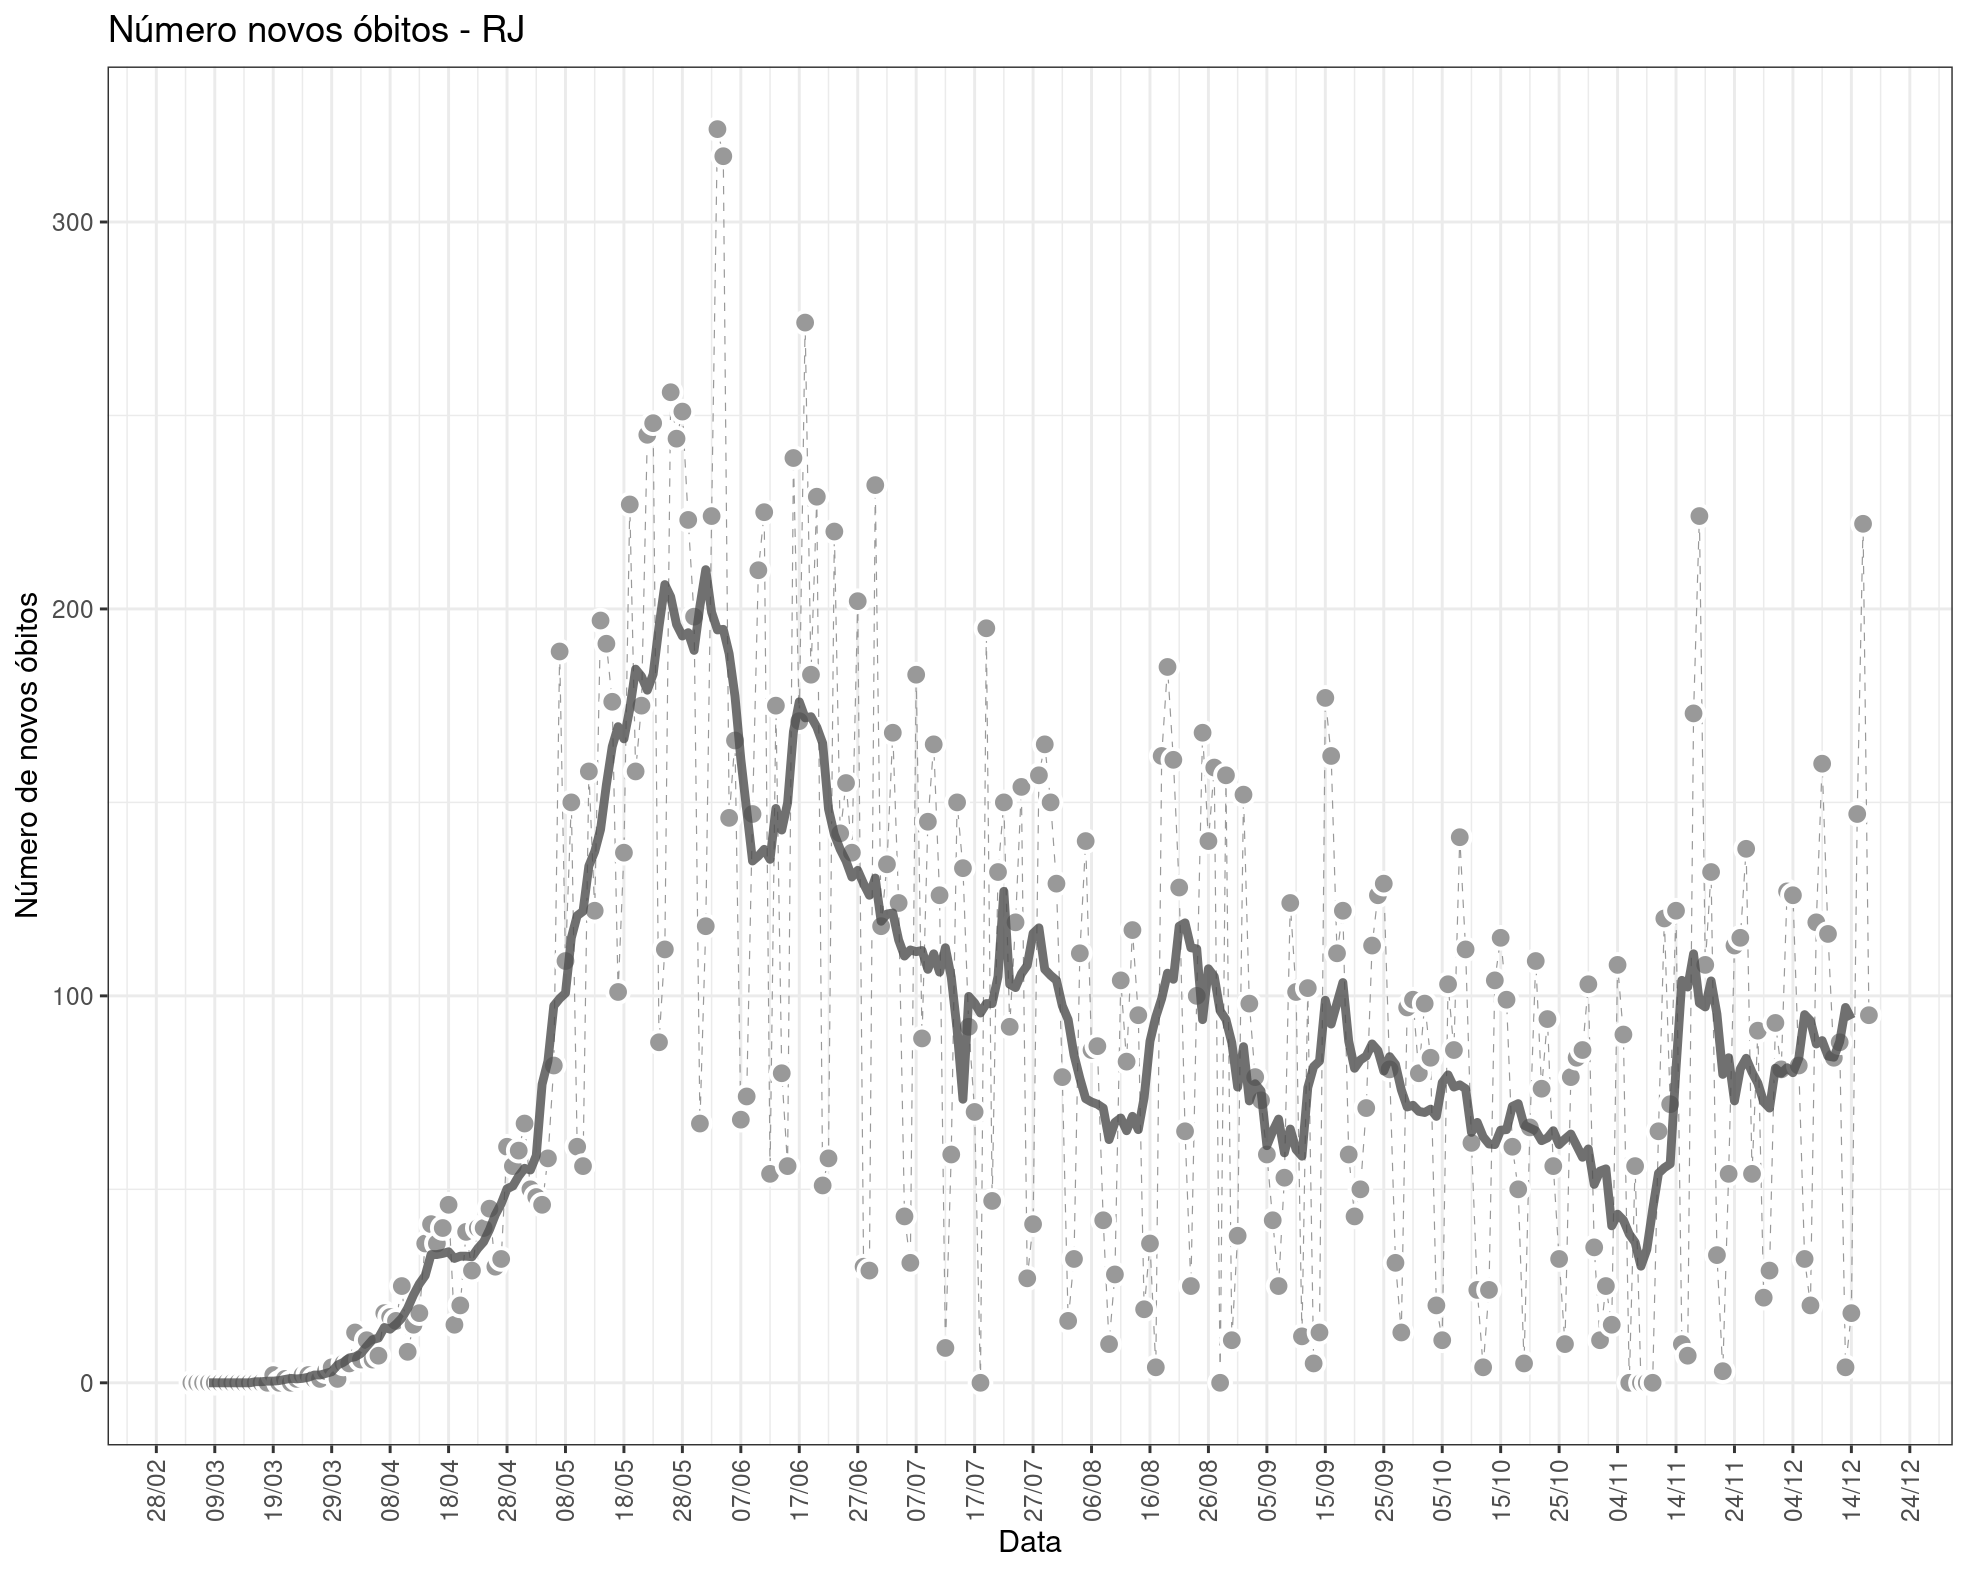 Número novos óbitos - RJ
Número de novos óbitos
300
200
100
0
28/02 09/03 19/03 29/03 08/04 18/04 28/04 08/05 18/05 28/05 07/06 17/06 27/06 07/07 17/07 27/07 06/08 16/08 26/08 05/09 15/09 25/09 05/10 15/10 25/10 04/11 14/11 24/11 04/12 14/12 24/12
Data